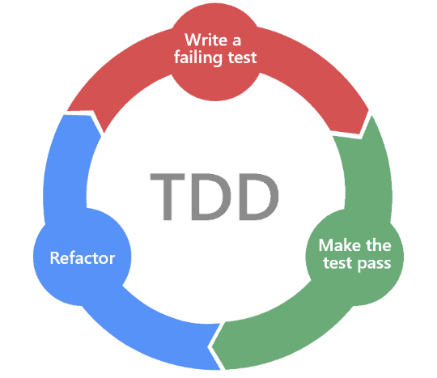 Write a
failing test
TDD
Make the
test pass
Refactor